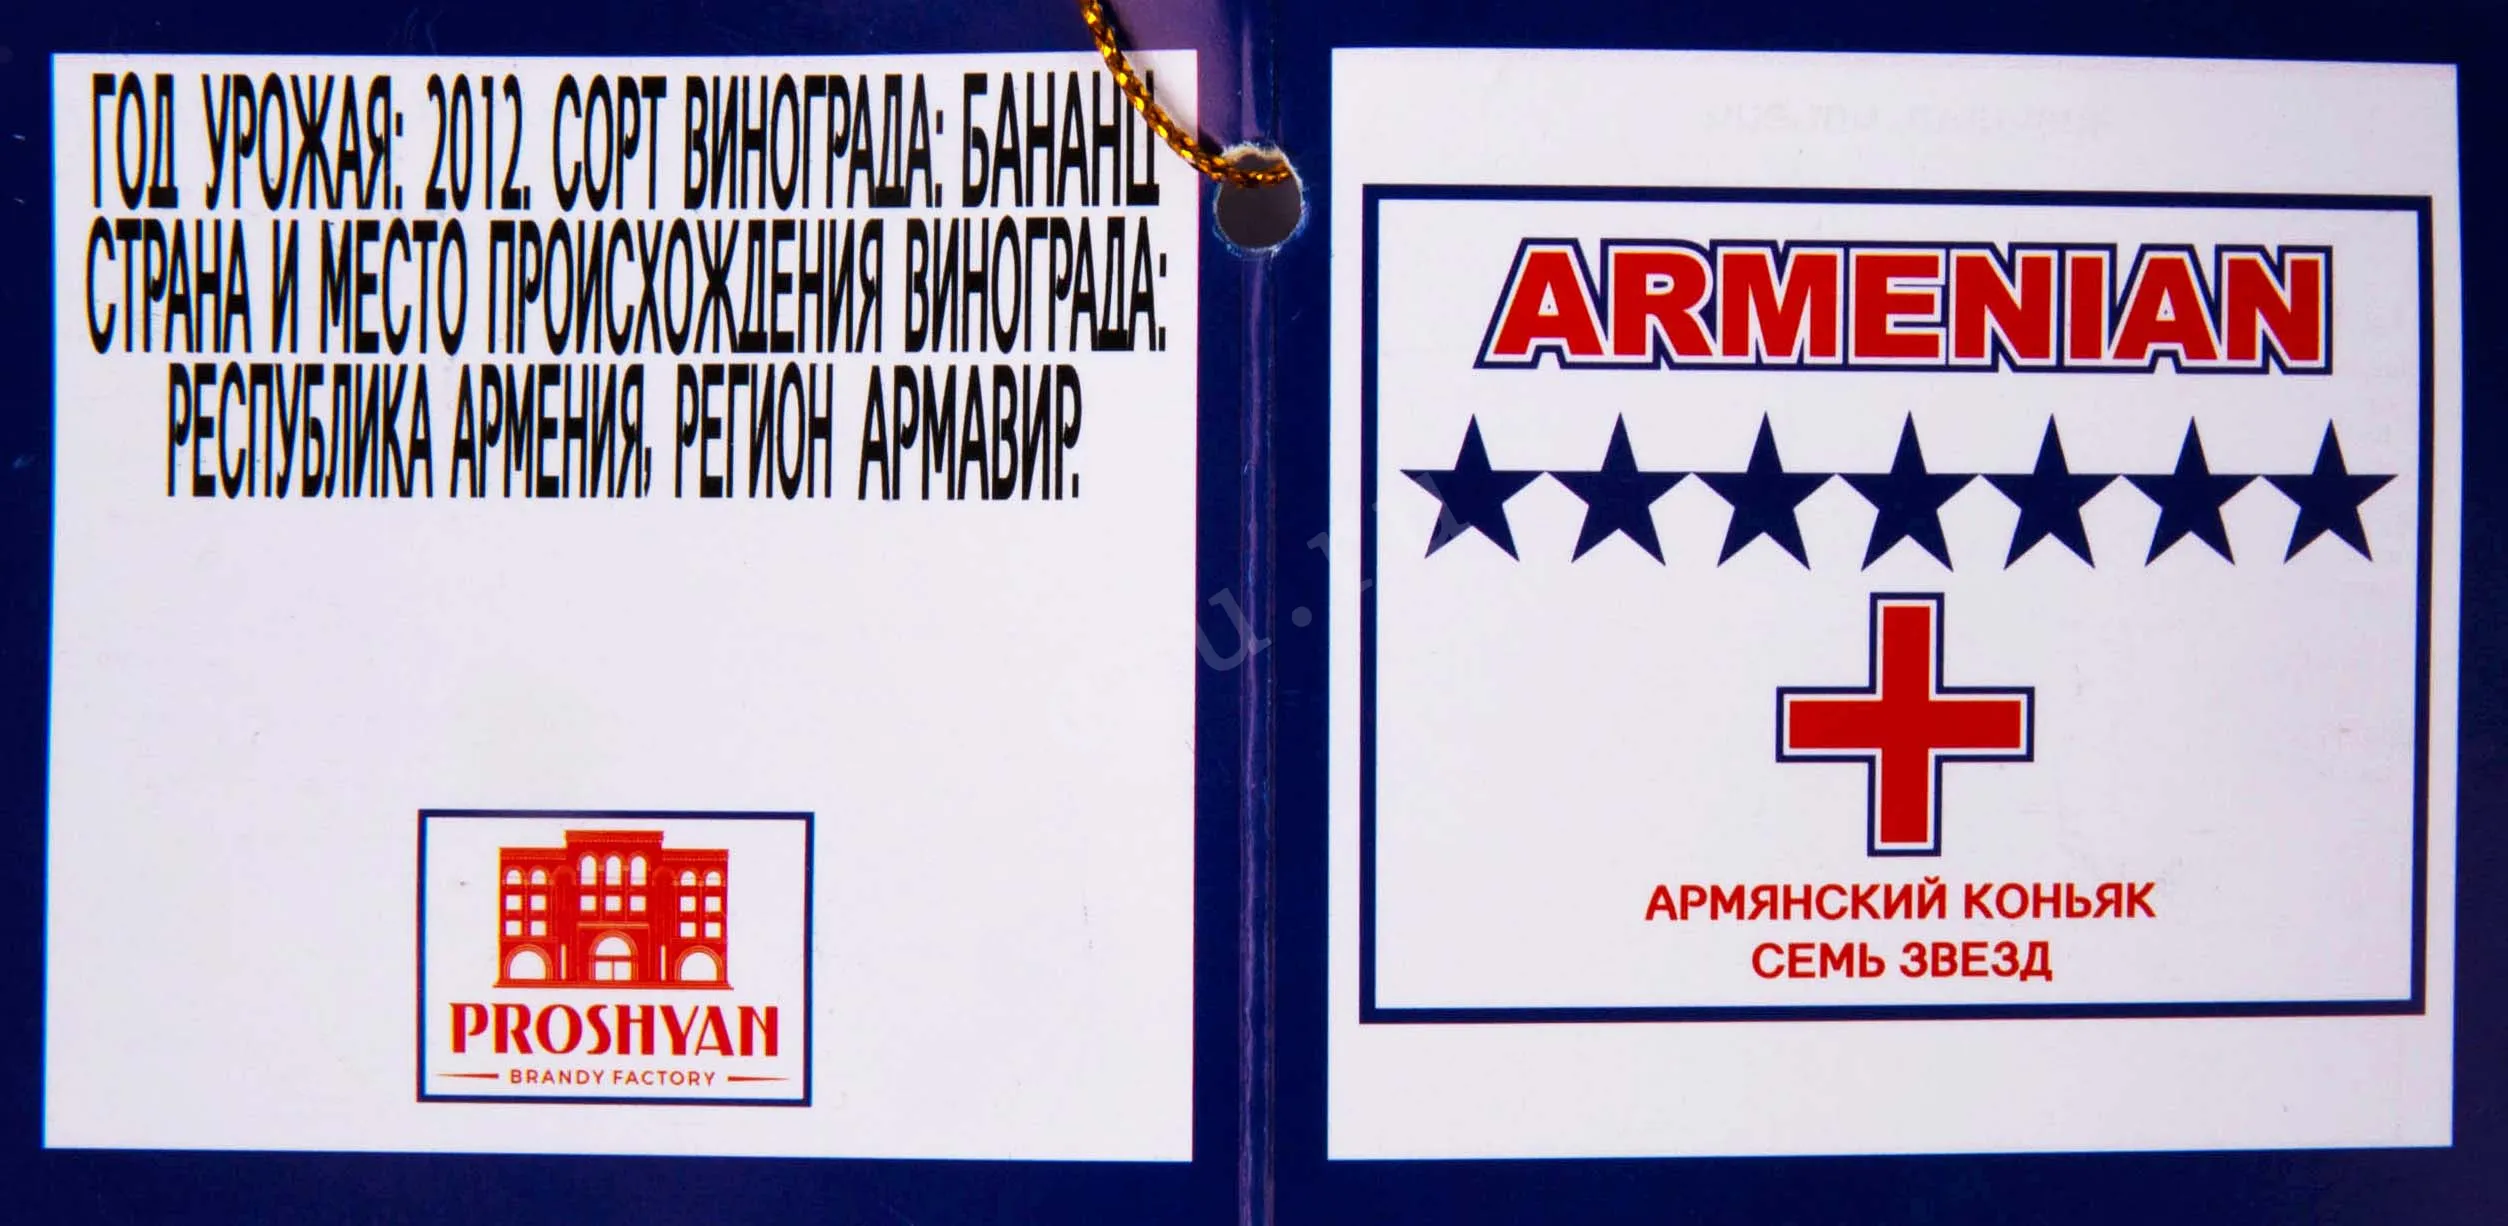 ГОД УРОЖАЯ: 2012. СОРТ ВИНОГРАДА: БАНАНЦ
СТРАНА И МЕСТО ПРОИСХОЖДЕНИЯ ВИНОГРАДА:
РЕСПУБЛИКА АРМЕНИЯ, РЕГИОН АРМАВИР.
PROSHYAN
BRANDY FACTORY
ARMENIAN
АРМЯНСКИЙ КОНЬЯК
СЕМЬ ЗВЕЗД